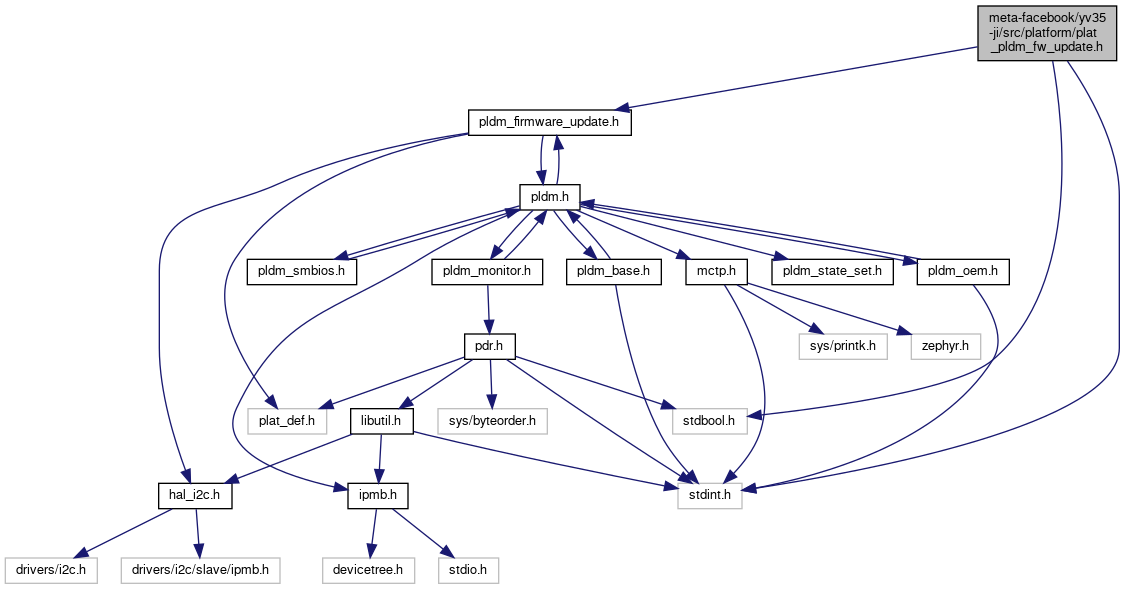 meta-facebook/yv35
-ji/src/platform/plat
_pldm_fw_update.h
pldm_firmware_update.h
pldm.h
pldm_smbios.h
pldm_monitor.h
pldm_base.h
mctp.h
pldm_state_set.h
pldm_oem.h
pdr.h
sys/printk.h
zephyr.h
plat_def.h
libutil.h
sys/byteorder.h
stdbool.h
hal_i2c.h
ipmb.h
stdint.h
drivers/i2c.h
drivers/i2c/slave/ipmb.h
devicetree.h
stdio.h